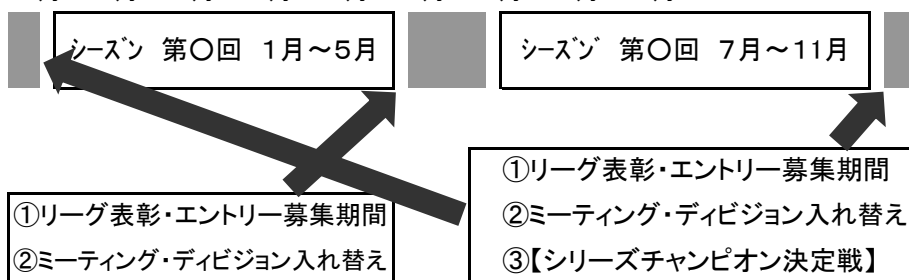 シーズン 第〇回 1月～5月
シーズン゛ 第〇回 7月～11月
①リーグ表彰・エントリー募集期間
②ミーティング・ディビジョン入れ替え
①リーグ表彰・エントリー募集期間
②ミーティング・ディビジョン入れ替え
③【シリーズチャンピオン決定戦】